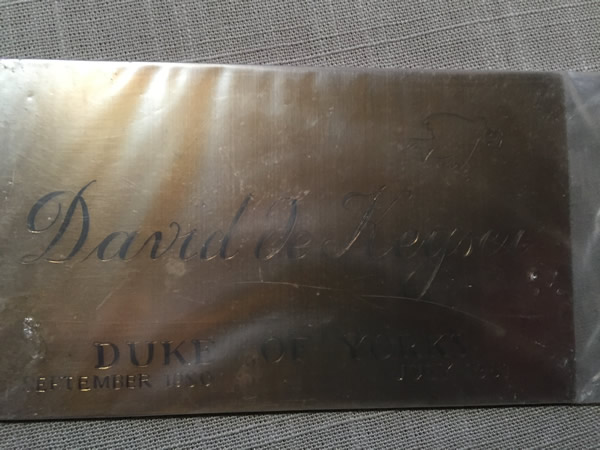 David de Keyser
DUKE OF YORK'S
SEPTEMBER